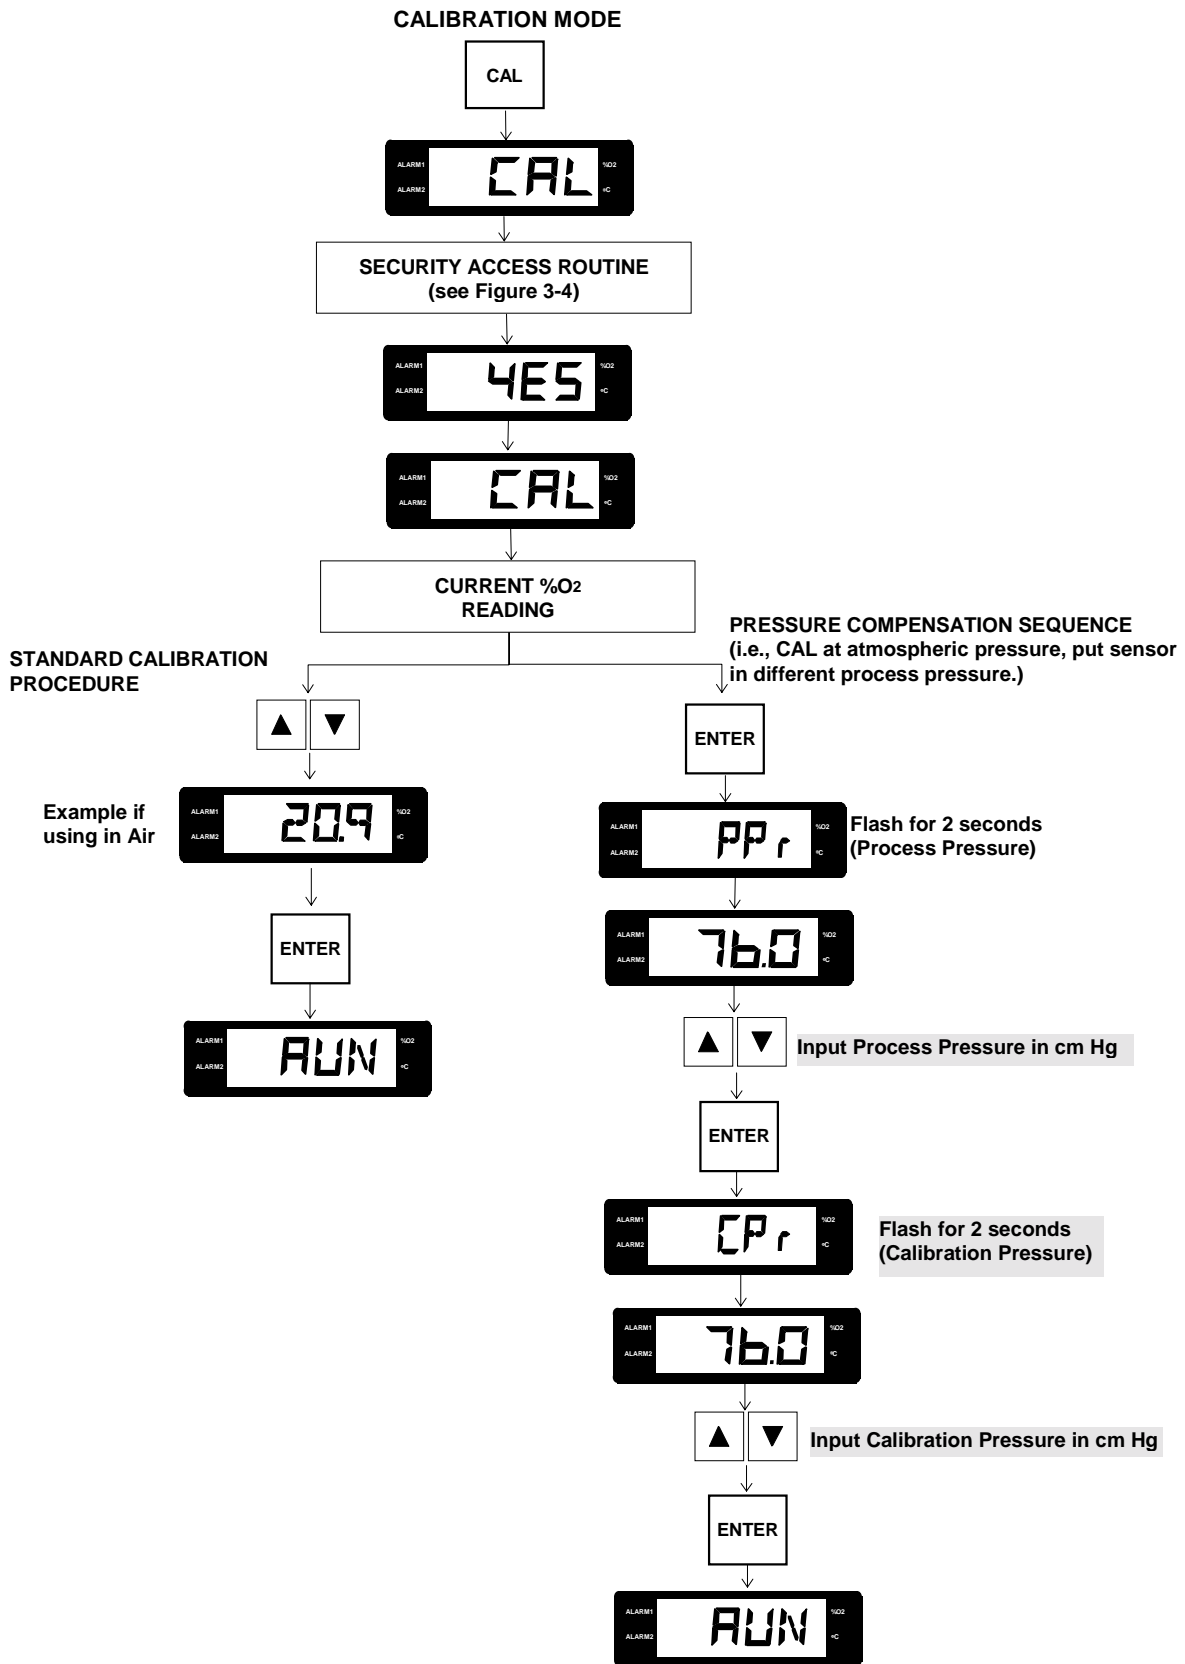 CALIBRATION MODE
CAL
ALARM1 CAL %O2
ALARM2 ºC
SECURITY ACCESS ROUTINE
(see Figure 3-4)
ALARM1 YES %O2
ALARM2 ºC
ALARM1 CAL %O2
ALARM2 ºC
CURRENT %O2
READING
STANDARD CALIBRATION
PROCEDURE
▲ ▼
Example if
using in Air
ALARM1 20.9 %O2
ALARM2 ºC
ENTER
ALARM1 RUN %O2
ALARM2 ºC
PRESSURE COMPENSATION SEQUENCE
(i.e., CAL at atmospheric pressure, put sensor
in different process pressure.)
ENTER
ALARM1 PPr %O2
ALARM2 ºC
Flash for 2 seconds
(Process Pressure)
ALARM1 76.0 %O2
ALARM2 ºC
▲ ▼
Input Process Pressure in cm Hg
ENTER
ALARM1 CPr %O2
ALARM2 ºC
Flash for 2 seconds
(Calibration Pressure)
ALARM1 76.0 %O2
ALARM2 ºC
▲ ▼
Input Calibration Pressure in cm Hg
ENTER
ALARM1 RUN %O2
ALARM2 ºC